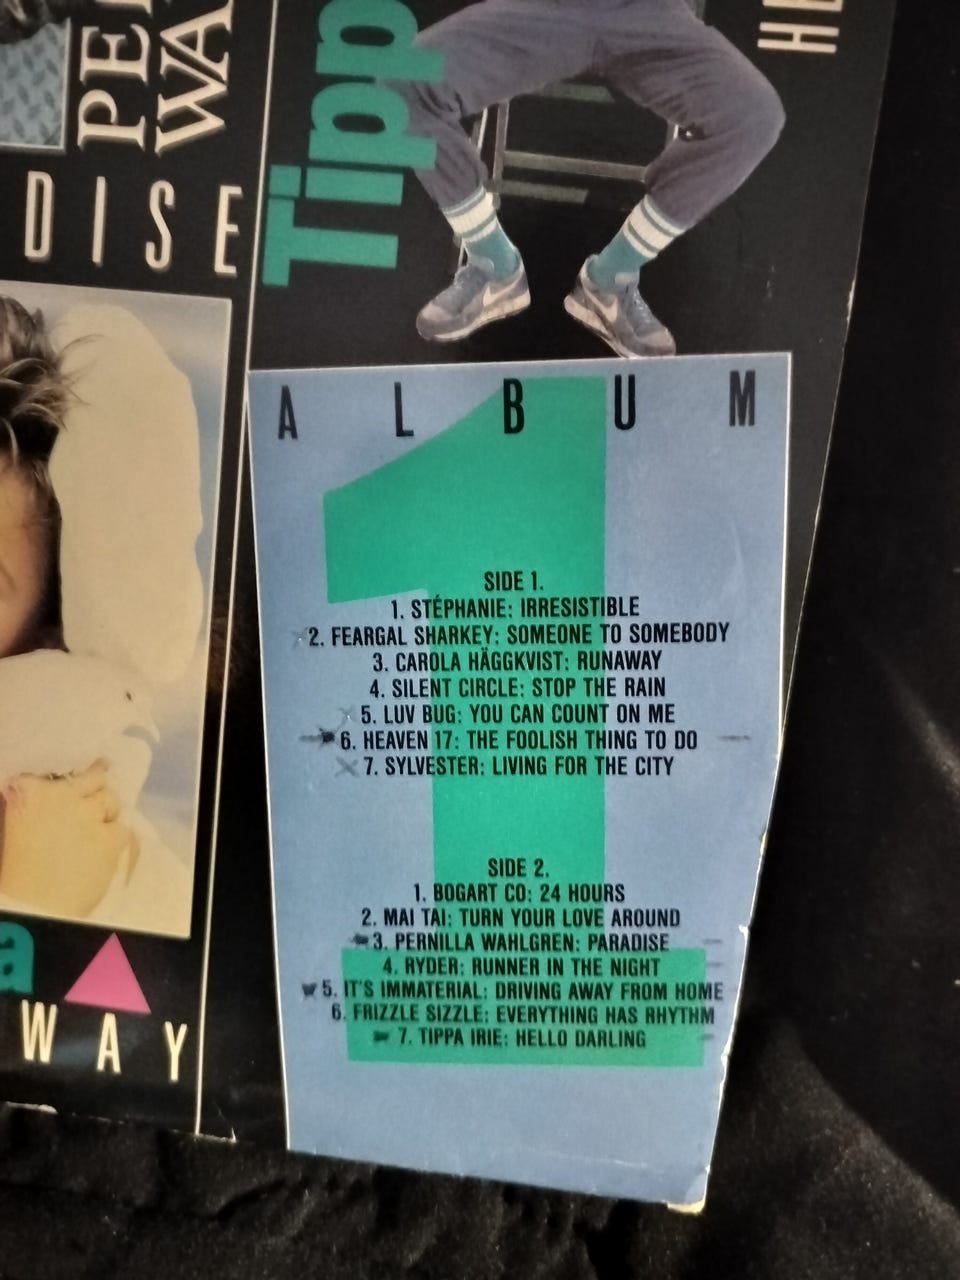 PE
WA
DISE
Tipp
HE
a
WAY
ALBUM
1
SIDE 1.
1. STÉPHANIE: IRRESISTIBLE
2. FEARGAL SHARKEY: SOMEONE TO SOMEBODY
3. CAROLA HÄGGKVIST: RUNAWAY
4. SILENT CIRCLE: STOP THE RAIN
5. LUV BUG: YOU CAN COUNT ON ME
6. HEAVEN 17: THE FOOLISH THING TO DO
7. SYLVESTER: LIVING FOR THE CITY
SIDE 2.
1. BOGART CO: 24 HOURS
2. MAI TAI: TURN YOUR LOVE AROUND
3. PERNILLA WAHLGREN: PARADISE
4. RYDER: RUNNER IN THE NIGHT
5. IT'S IMMATERIAL: DRIVING AWAY FROM HOME
6. FRIZZLE SIZZLE: EVERYTHING HAS RHYTHM
7. TIPPA IRIE: HELLO DARLING